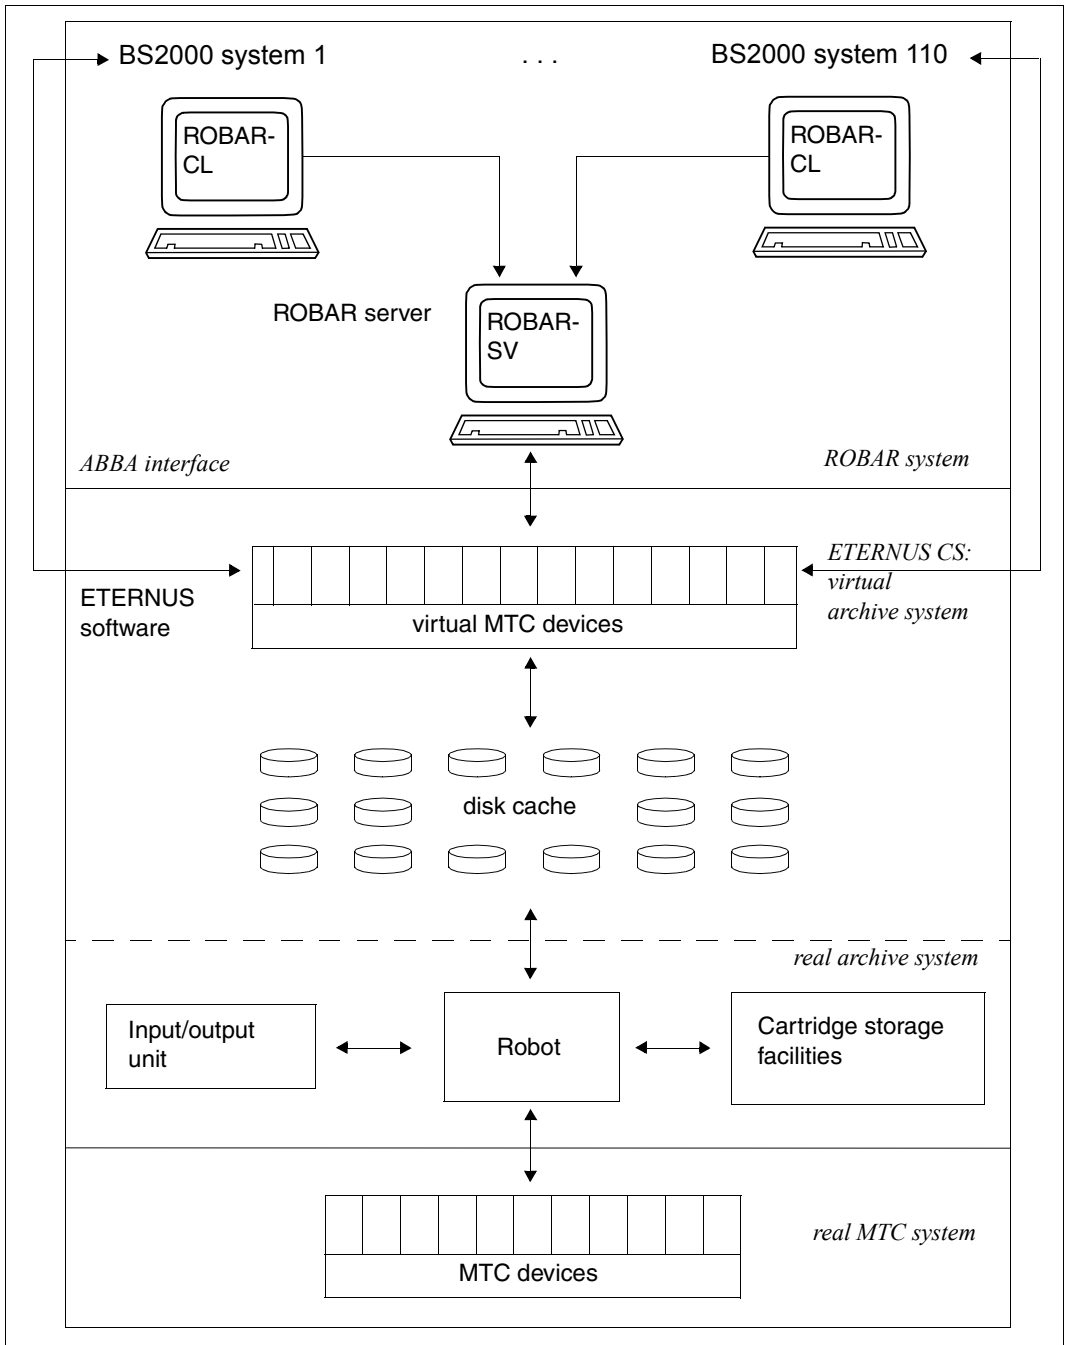 BS2000 system 1
. . .
BS2000 system 110
ROBAR-
CL
ROBAR-
CL
ROBAR server
ROBAR-
SV
ABBA interface
ROBAR system
ETERNUS CS:
virtual
archive system
ETERNUS
software
virtual MTC devices
disk cache
real archive system
Input/output
unit
Robot
Cartridge storage
facilities
real MTC system
MTC devices